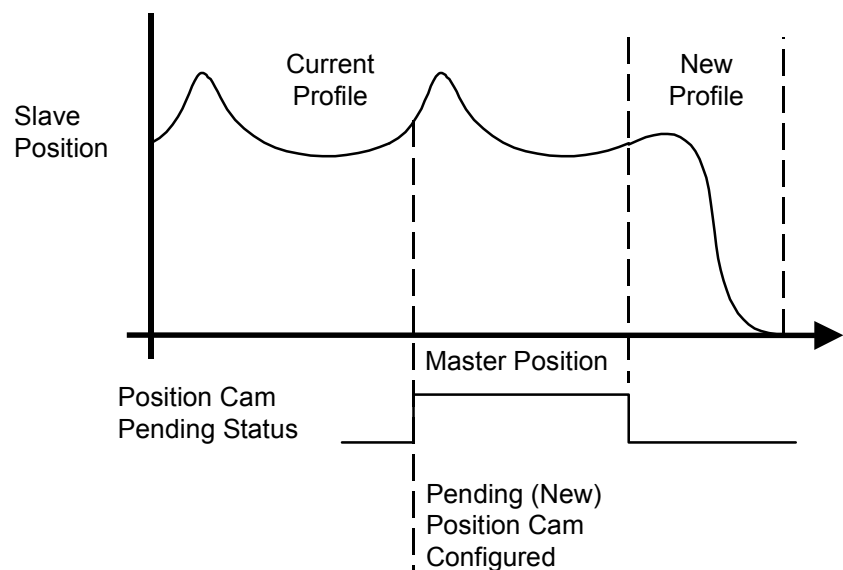 Current
Profile
New
Profile
Slave
Position
Master Position
Position Cam
Pending Status
Pending (New)
Position Cam
Configured